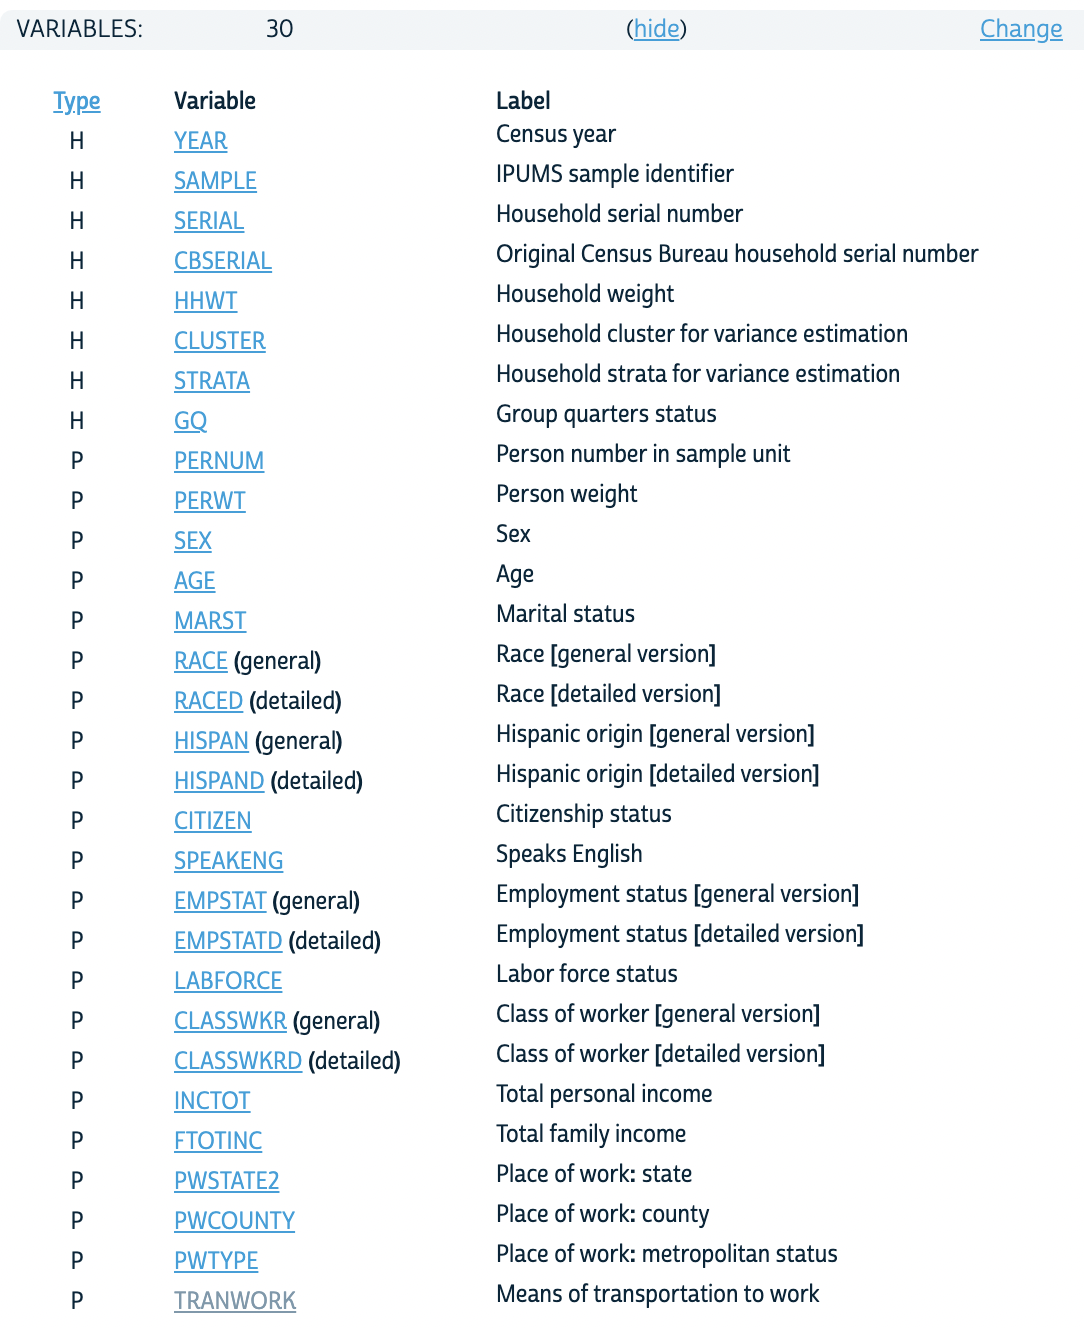 VARIABLES: 30 (hide) Change
Type Variable Label
H YEAR Census year
H SAMPLE IPUMS sample identifier
H SERIAL Household serial number
H CBSERIAL Original Census Bureau household serial number
H HHWT Household weight
H CLUSTER Household cluster for variance estimation
H STRATA Household strata for variance estimation
H GQ Group quarters status
P PERNUM Person number in sample unit
P PERWT Person weight
P SEX Sex
P AGE Age
P MARST Marital status
P RACE (general) Race [general version]
P RACED (detailed) Race [detailed version]
P HISPAN (general) Hispanic origin [general version]
P HISPAND (detailed) Hispanic origin [detailed version]
P CITIZEN Citizenship status
P SPEAKENG Speaks English
P EMPSTAT (general) Employment status [general version]
P EMPSTATD (detailed) Employment status [detailed version]
P LABFORCE Labor force status
P CLASSWKR (general) Class of worker [general version]
P CLASSWKRD (detailed) Class of worker [detailed version]
P INCTOT Total personal income
P FTOTINC Total family income
P PWSTATE2 Place of work: state
P PWCOUNTY Place of work: county
P PWTYPE Place of work: metropolitan status
P TRANWORK Means of transportation to work